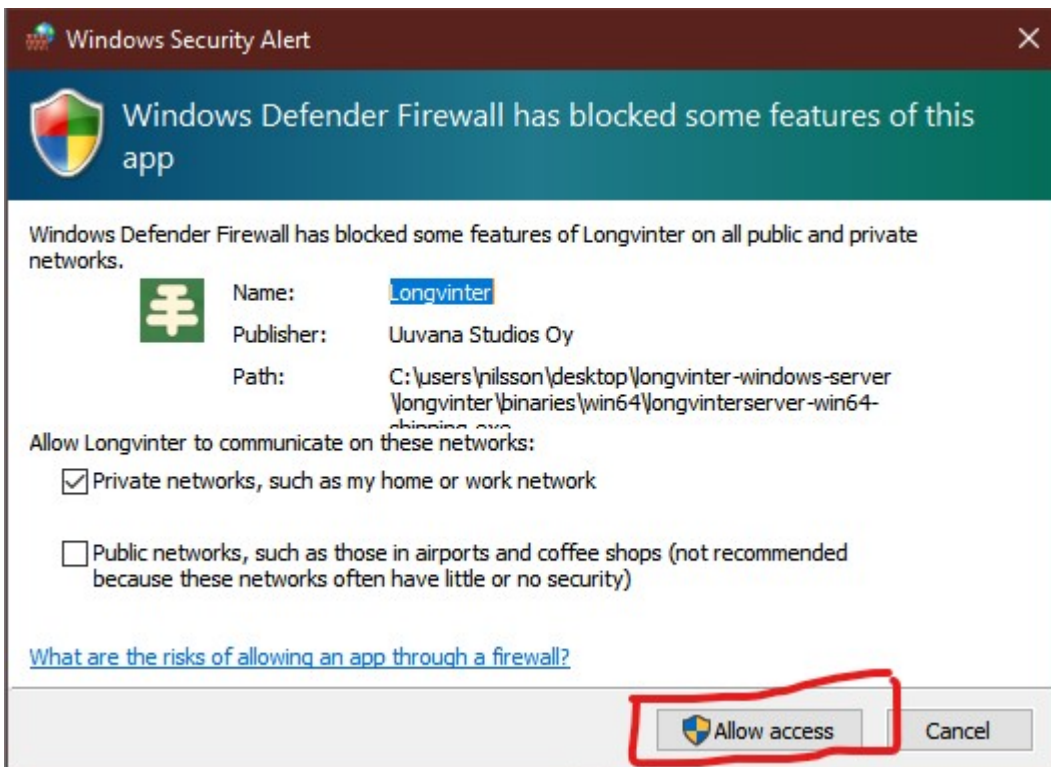 Windows Security Alert
Windows Defender Firewall has blocked some features of this
app
Windows Defender Firewall has blocked some features of Longvinter on all public and private
networks.
Name: Longvinter
Publisher: Uuvana Studios Oy
Path: C:\users\nilsson\desktop\longvinter-windows-server
\longvinter\binaries\win64\longvinterserver-win64-
shipping.exe
Allow Longvinter to communicate on these networks:
Private networks, such as my home or work network
Public networks, such as those in airports and coffee shops (not recommended
because these networks often have little or no security)
What are the risks of allowing an app through a firewall?
Allow access Cancel